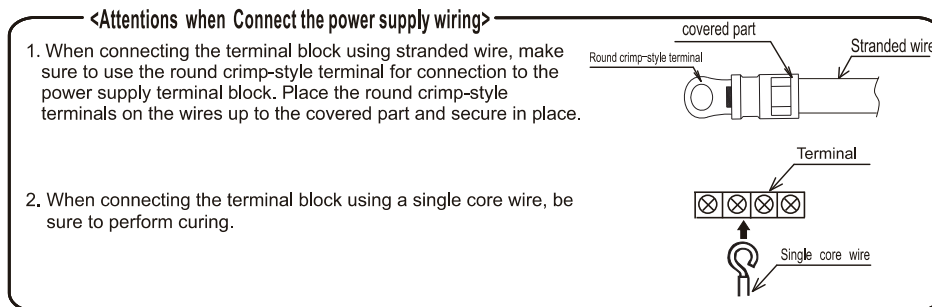 <Attentions when Connect the power supply wiring>
1. When connecting the terminal block using stranded wire, make
sure to use the round crimp-style terminal for connection to the
power supply terminal block. Place the round crimp-style
terminals on the wires up to the covered part and secure in place.
covered part
Round crimp-style terminal
Stranded wire
2. When connecting the terminal block using a single core wire, be
sure to perform curing.
Terminal
Single core wire